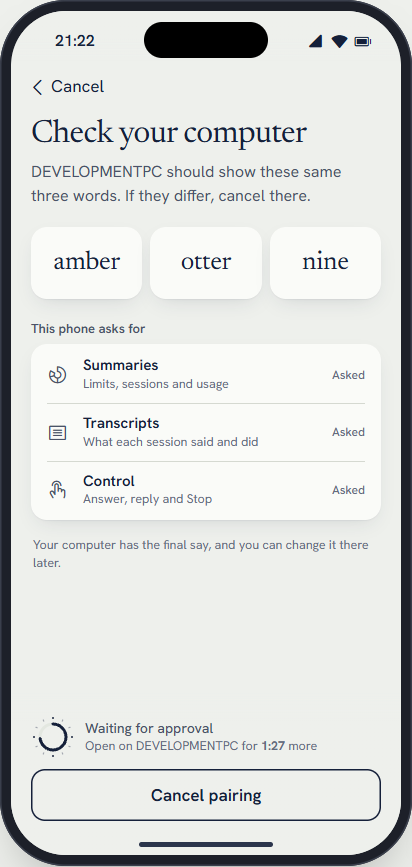 21:22
Cancel
Check your computer
DEVELOPMENTPC should show these same
three words. If they differ, cancel there.
amber otter nine
This phone asks for
Summaries
Limits, sessions and usage
Asked
Transcripts
What each session said and did
Asked
Control
Answer, reply and Stop
Asked
Your computer has the final say, and you can change it there
later.
Waiting for approval
Open on DEVELOPMENTPC for 1:27 more
Cancel pairing